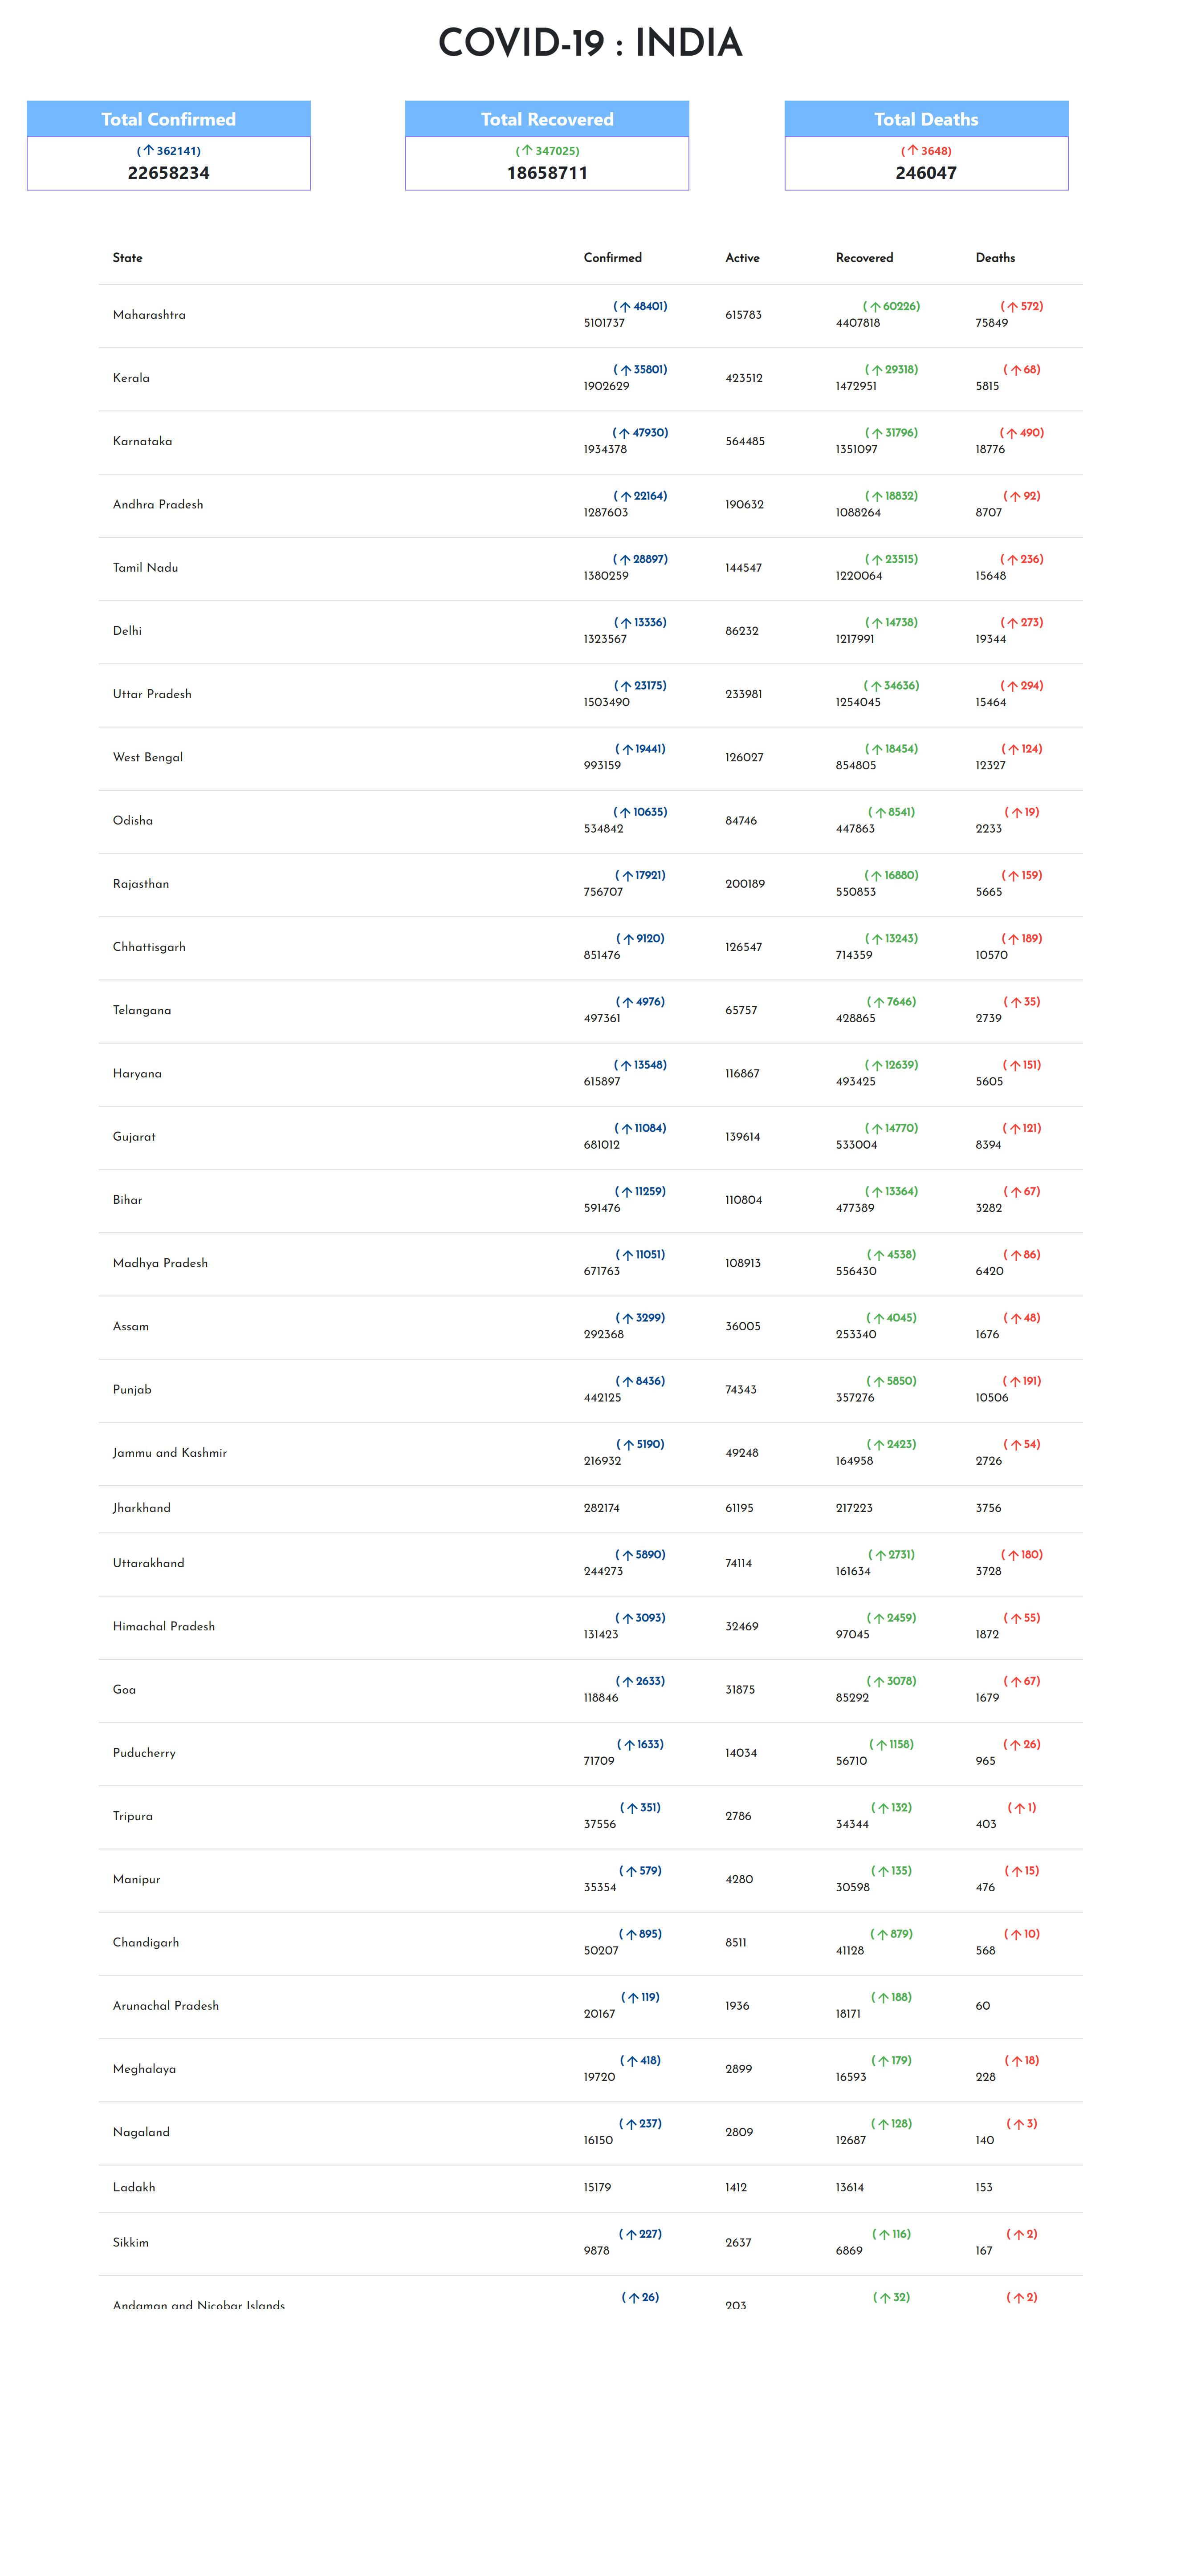 COVID-19 : INDIA
Total Confirmed Total Recovered Total Deaths
(↑ 362141) (↑ 347025) (↑ 3648)
22658234 18658711 246047
State Confirmed Active Recovered Deaths
(↑ 48401) (↑ 60226) (↑ 572)
Maharashtra 615783
5101737 4407818 75849
(↑ 35801) (↑ 29318) (↑ 68)
Kerala 423512
1902629 1472951 5815
(↑ 47930) (↑ 31796) (↑ 490)
Karnataka 564485
1934378 1351097 18776
(↑ 22164) (↑ 18832) (↑ 92)
Andhra Pradesh 190632
1287603 1088264 8707
(↑ 28897) (↑ 23515) (↑ 236)
Tamil Nadu 144547
1380259 1220064 15648
(↑ 13336) (↑ 14738) (↑ 273)
Delhi 86232
1323567 1217991 19344
(↑ 23175) (↑ 34636) (↑ 294)
Uttar Pradesh 233981
1503490 1254045 15464
(↑ 19441) (↑ 18454) (↑ 124)
West Bengal 126027
993159 854805 12327
(↑ 10635) (↑ 8541) (↑ 19)
Odisha 84746
534842 447863 2233
(↑ 17921) (↑ 16880) (↑ 159)
Rajasthan 200189
756707 550853 5665
(↑ 9120) (↑ 13243) (↑ 189)
Chhattisgarh 126547
851476 714359 10570
(↑ 4976) (↑ 7646) (↑ 35)
Telangana 65757
497361 428865 2739
(↑ 13548) (↑ 12639) (↑ 151)
Haryana 116867
615897 493425 5605
(↑ 11084) (↑ 14770) (↑ 121)
Gujarat 139614
681012 533004 8394
(↑ 11259) (↑ 13364) (↑ 67)
Bihar 110804
591476 477389 3282
(↑ 11051) (↑ 4538) (↑ 86)
Madhya Pradesh 108913
671763 556430 6420
(↑ 3299) (↑ 4045) (↑ 48)
Assam 36005
292368 253340 1676
(↑ 8436) (↑ 5850) (↑ 191)
Punjab 74343
442125 357276 10506
(↑ 5190) (↑ 2423) (↑ 54)
Jammu and Kashmir 49248
216932 164958 2726
Jharkhand 282174 61195 217223 3756
(↑ 5890) (↑ 2731) (↑ 180)
Uttarakhand 74114
244273 161634 3728
(↑ 3093) (↑ 2459) (↑ 55)
Himachal Pradesh 32469
131423 97045 1872
(↑ 2633) (↑ 3078) (↑ 67)
Goa 31875
118846 85292 1679
(↑ 1633) (↑ 1158) (↑ 26)
Puducherry 14034
71709 56710 965
(↑ 351) (↑ 132) (↑ 1)
Tripura 2786
37556 34344 403
(↑ 579) (↑ 135) (↑ 15)
Manipur 4280
35354 30598 476
(↑ 895) (↑ 879) (↑ 10)
Chandigarh 8511
50207 41128 568
(↑ 119) (↑ 188)
Arunachal Pradesh 1936 60
20167 18171
(↑ 418) (↑ 179) (↑ 18)
Meghalaya 2899
19720 16593 228
(↑ 237) (↑ 128) (↑ 3)
Nagaland 2809
16150 12687 140
Ladakh 15179 1412 13614 153
(↑ 227) (↑ 116) (↑ 2)
Sikkim 2637
9878 6869 167
(↑ 26) (↑ 32) (↑ 2)
Andaman and Nicobar Islands 203